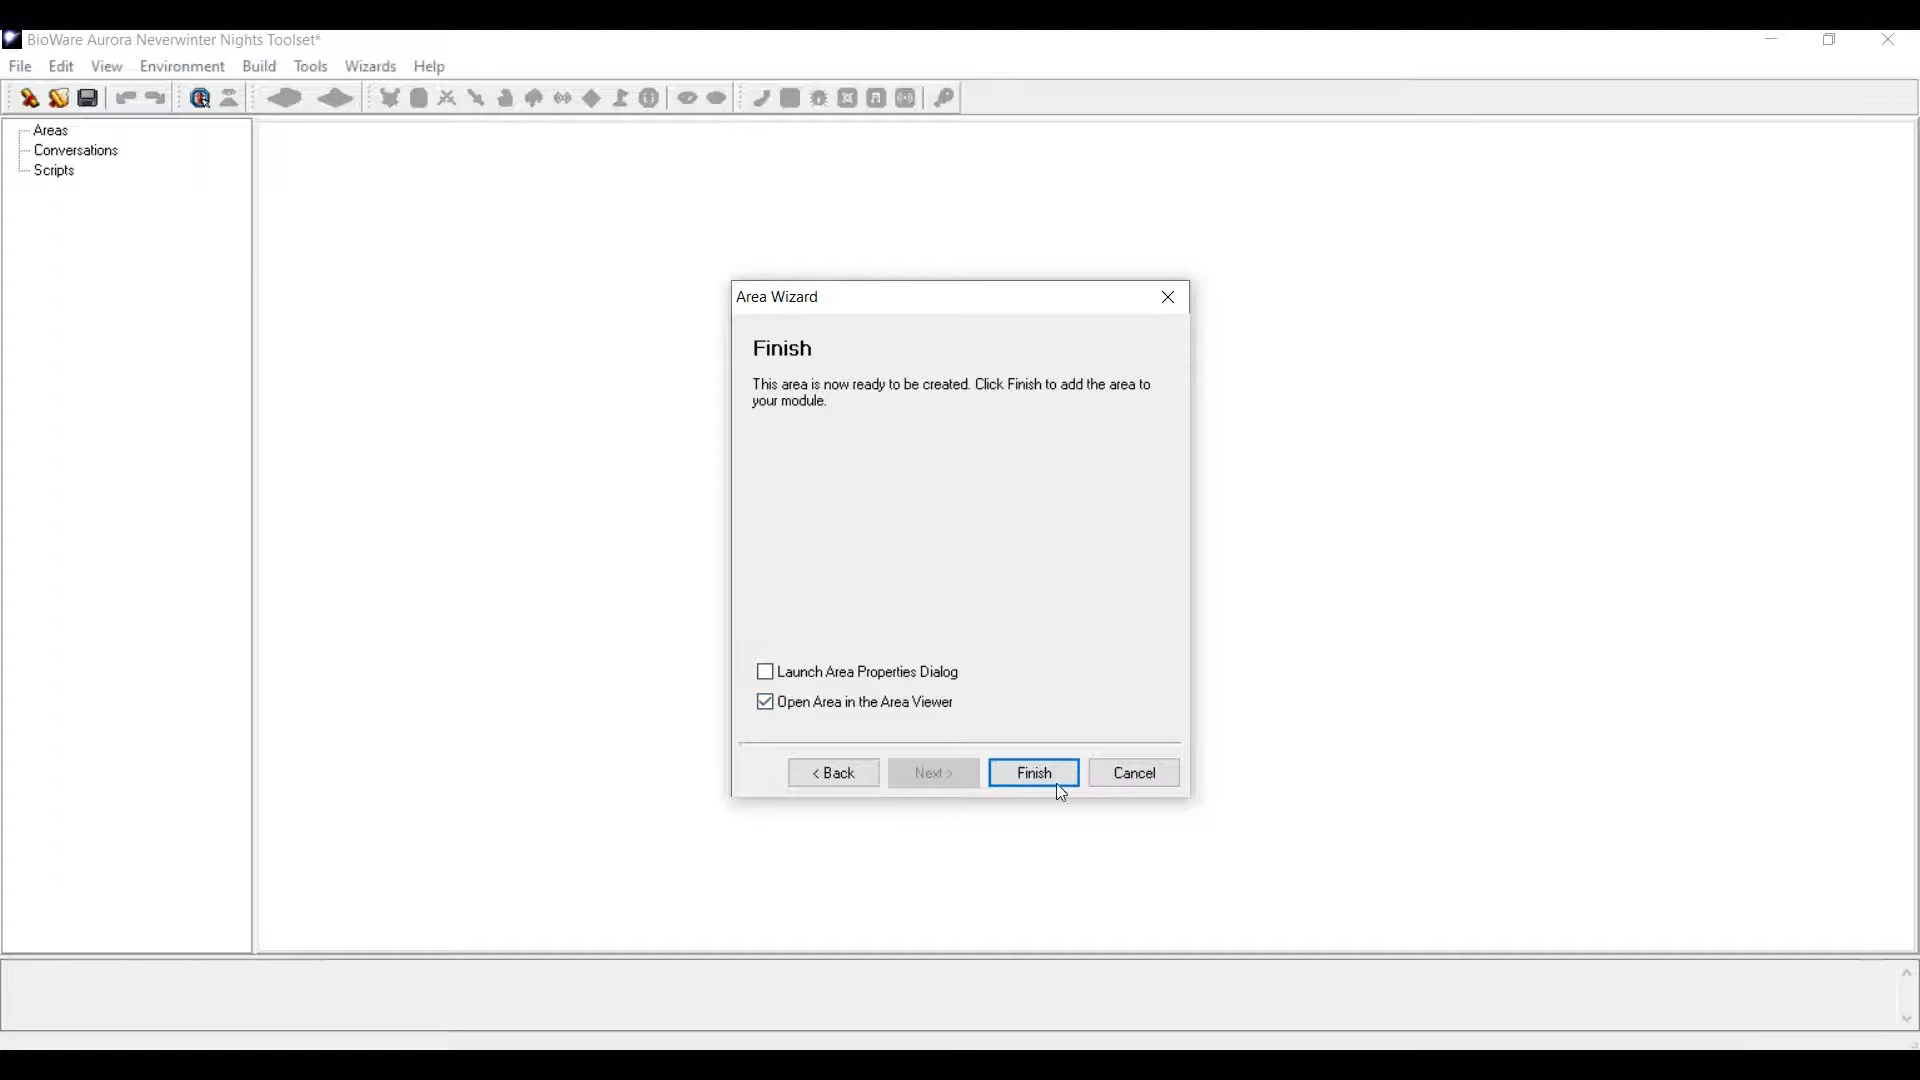 BioWare Aurora Neverwinter Nights Toolset*
File Edit View Environment Build Tools Wizards Help
Areas
Conversations
Scripts
Area Wizard
Finish
This area is now ready to be created. Click Finish to add the area to
your module.
Launch Area Properties Dialog
Open Area in the Area Viewer
< Back Next > Finish Cancel